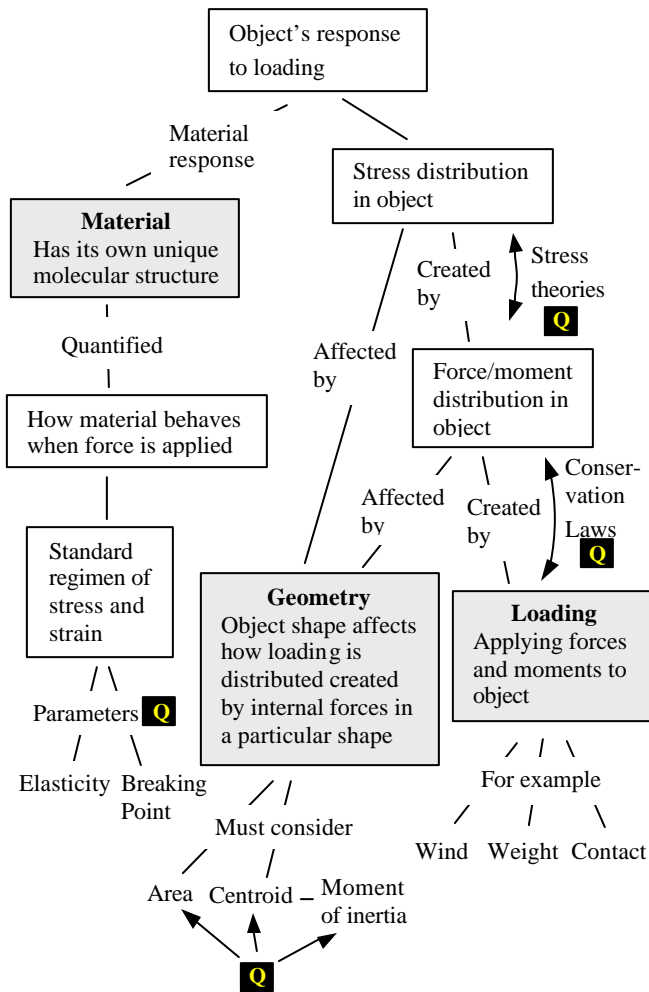 Object’s response
to loading
Material
response
Stress distribution
in object
Material
Has its own unique
molecular structure
Created
by
Stress
theories
Q
Quantified
Affected
by
Force/moment
distribution in
object
How material behaves
when force is applied
Affected
by
Created
by
Conser-
vation
Laws
Q
Standard
regimen of
stress and
strain
Geometry
Object shape affects
how loading is
distributed created
by internal forces in
a particular shape
Loading
Applying forces
and moments to
object
Parameters Q
Elasticity Breaking
Point
For example
Must consider
Wind Weight Contact
Area Centroid Moment
of inertia
Q